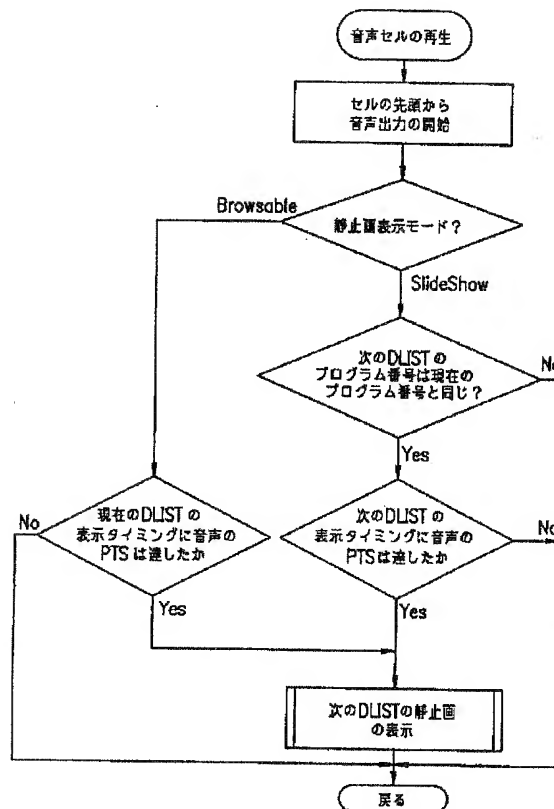 音声セルの再生
セルの先頭から
音声出力の開始
Browsable
静止画表示モード？
SlideShow
次のDLISTの
プログラム番号は現在の
プログラム番号と同じ？
No
Yes
No
現在のDLISTの
表示タイミングに音声の
PTSは達したか
次のDLISTの
表示タイミングに音声の
PTSは達したか
No
Yes
Yes
次のDLISTの静止画
の表示
戻る